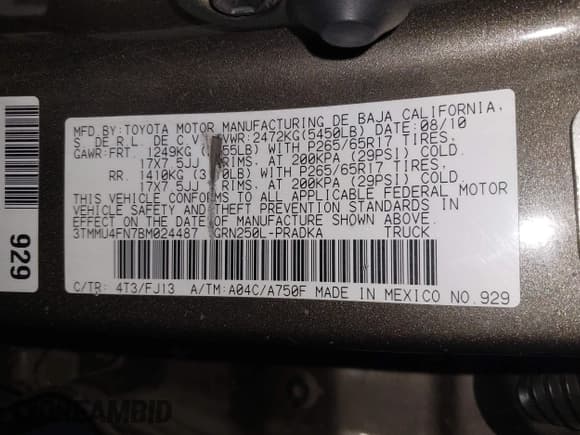 MFD.BY:TOYOTA MOTOR MANUFACTURING DE BAJA CALIFORNIA,
S. DE R.L. DE C.V. GVWR:2472KG(5450LB) DATE:08/10
GAWR:FRT. 1249KG 55LB) WITH P265/65R17 TIRES,
17X7.5JJ RIMS, AT 200KPA (29PSI) COLD.
RR. 1410KG (3 0LB) WITH P265/65R17 TIRES,
17X7.5JJ RIMS, AT 200KPA (29PSI) COLD.
THIS VEHICLE CONFORMS TO ALL APPLICABLE FEDERAL MOTOR
VEHICLE SAFETY AND THEFT PREVENTION STANDARDS IN
EFFECT ON THE DATE OF MANUFACTURE SHOWN ABOVE.
3TMMU4FN7BM024487 GRN250L-PRADKA TRUCK
C/TR: 4T3/FJ13 A/TM:A04C/A750F MADE IN MEXICO NO.929
929
DREAMBID